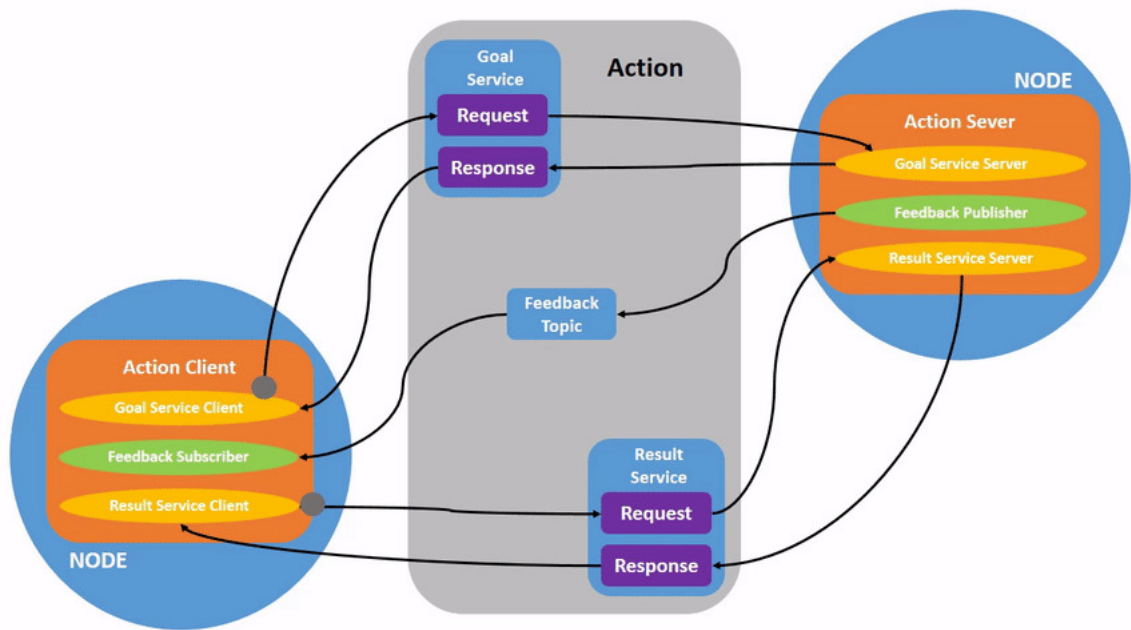 Goal
Service
Request
Response
Action
NODE
Action Sever
Goal Service Server
Feedback Publisher
Result Service Server
Feedback
Topic
Action Client
Goal Service Client
Feedback Subscriber
Result Service Client
NODE
Result
Service
Request
Response